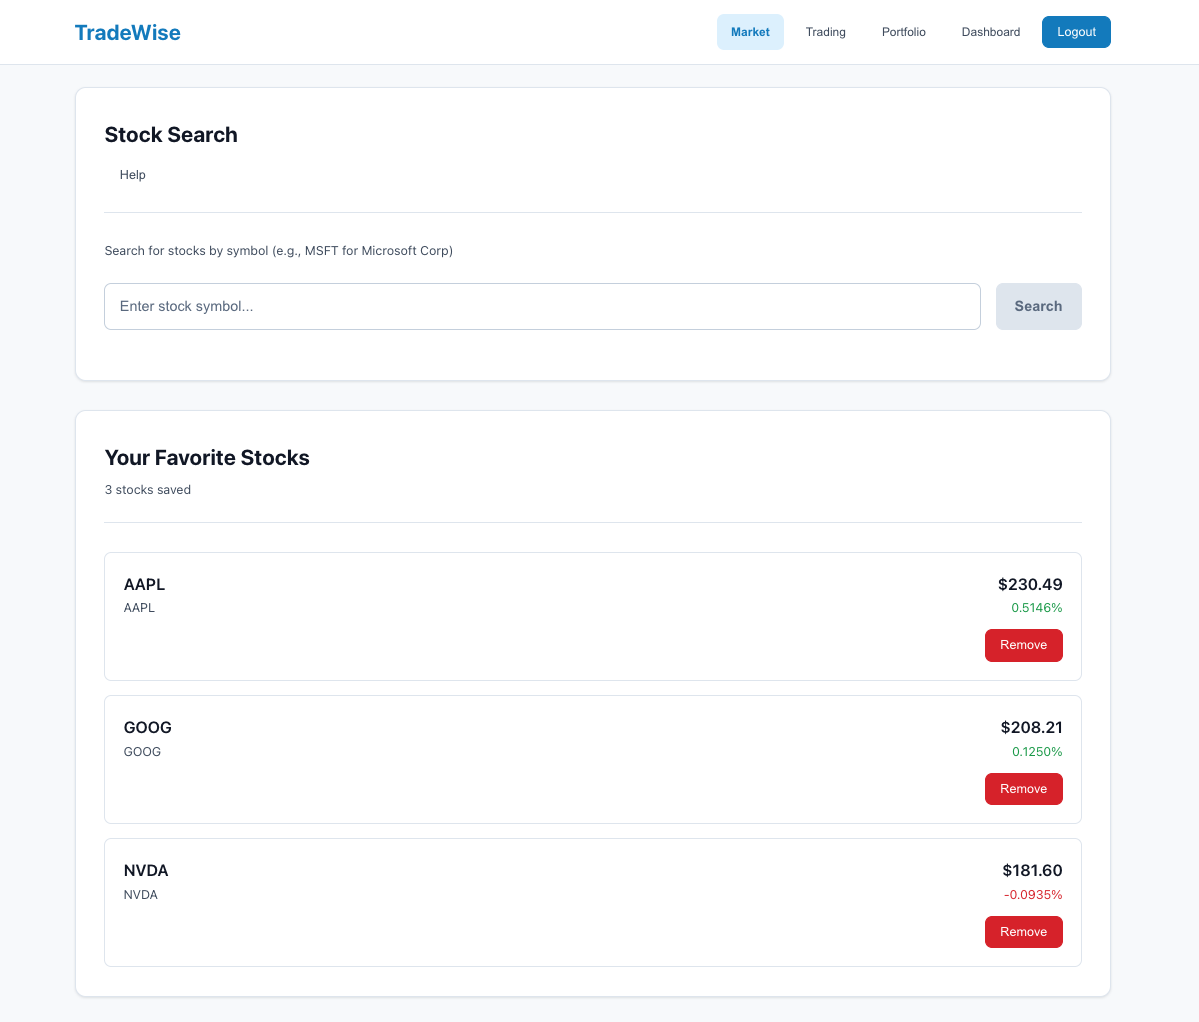 TradeWise
Market
Trading
Portfolio
Dashboard
Logout
Stock Search
Help
Search for stocks by symbol (e.g., MSFT for Microsoft Corp)
Enter stock symbol...
Search
Your Favorite Stocks
3 stocks saved
AAPL
AAPL
$230.49
0.5146%
Remove
GOOG
GOOG
$208.21
0.1250%
Remove
NVDA
NVDA
$181.60
-0.0935%
Remove